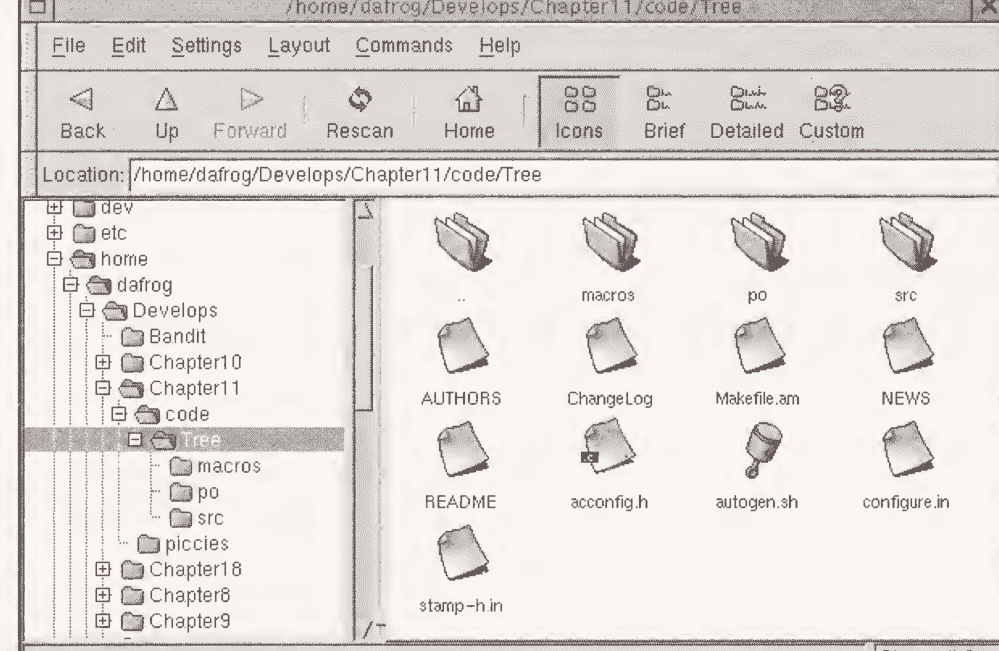 /home/dafrog/Develops/Chapter11/code/Tree
File Edit Settings Layout Commands Help
Back Up Forward Rescan Home Icons Brief Detailed Custom
Location: /home/dafrog/Develops/Chapter11/code/Tree
dev
etc
home
dafrog
Develops
Bandit
Chapter10
Chapter11
code
Tree
macros
po
src
piccies
Chapter18
Chapter8
Chapter9
.. macros po src
AUTHORS ChangeLog Makefile.am NEWS
README acconfig.h autogen.sh configure.in
stamp-h.in